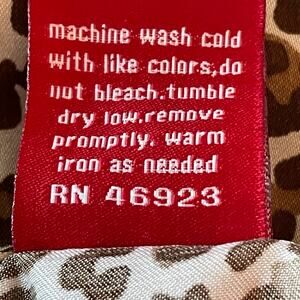 machine wash cold
with like colors,do
not bleach.tumble
dry low.remove
promptly. warm
iron as needed
RN 46923